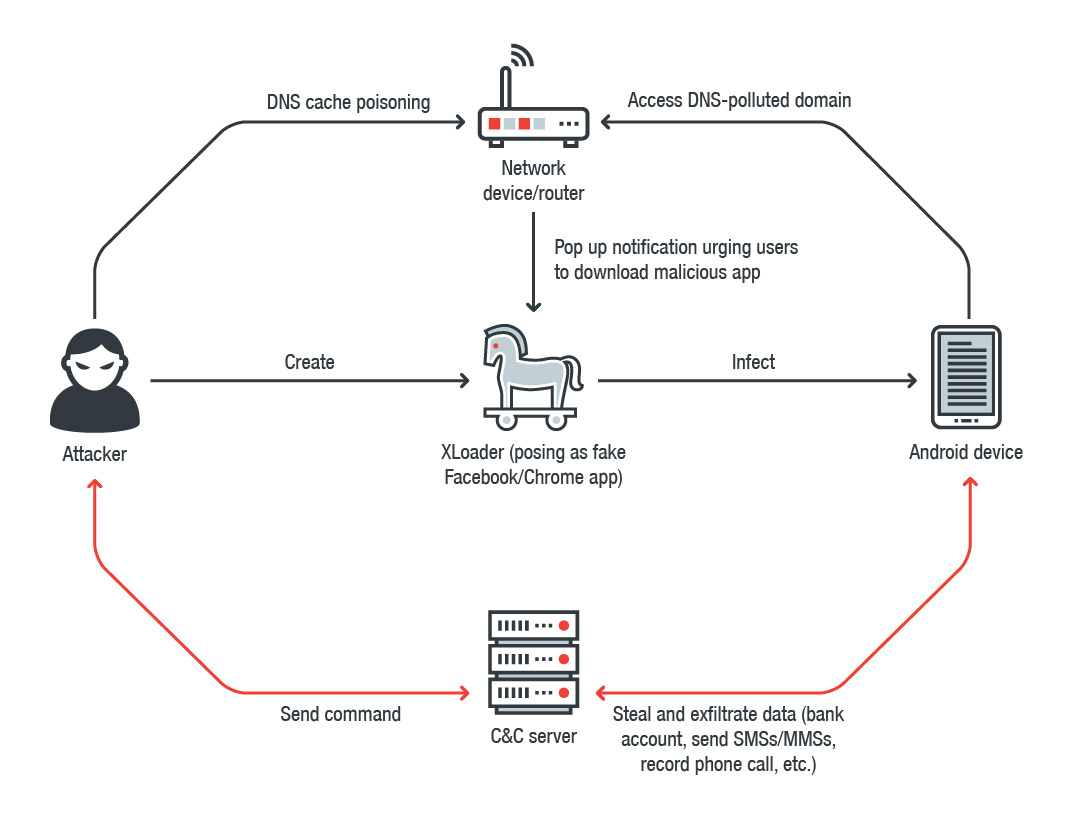 DNS cache poisoning
Access DNS-polluted domain
Network
device/router
Pop up notification urging users
to download malicious app
Create
Infect
Attacker
XLoader (posing as fake
Facebook/Chrome app)
Android device
Send command
C&C server
Steal and exfiltrate data (bank
account, send SMSs/MMSs,
record phone call, etc.)